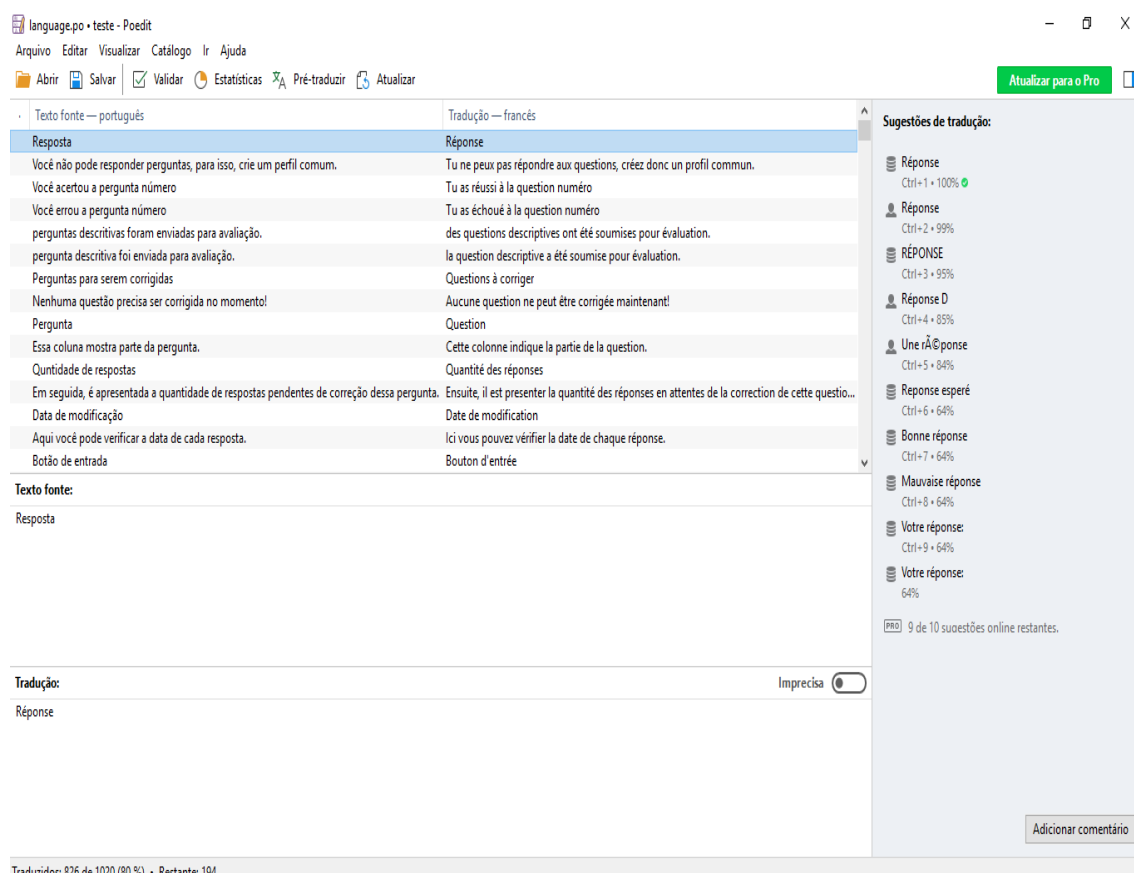 language.po • teste - Poedit
Arquivo Editar Visualizar Catálogo Ir Ajuda
Abrir Salvar Validar Estatísticas Pré-traduzir Atualizar Atualizar para o Pro
Texto fonte — português Tradução — francés
Resposta Réponse
Você não pode responder perguntas, para isso, crie um perfil comum. Tu ne peux pas répondre aux questions, créez donc un profil commun.
Você acertou a pergunta número Tu as réussi à la question numéro
Você errou a pergunta número Tu as échoué à la question numéro
perguntas descritivas foram enviadas para avaliação. des questions descriptives ont été soumises pour évaluation.
pergunta descritiva foi enviada para avaliação. la question descriptive a été soumise pour évaluation.
Perguntas para serem corrigidas Questions à corriger
Nenhuma questão precisa ser corrigida no momento! Aucune question ne peut être corrigée maintenant!
Pergunta Question
Essa coluna mostra parte da pergunta. Cette colonne indique la partie de la question.
Quntidade de respostas Quantité des réponses
Em seguida, é apresentada a quantidade de respostas pendentes de correção dessa pergunta. Ensuite, il est presenter la quantité des réponses en attentes de la correction de cette questio...
Data de modificação Date de modification
Aqui você pode verificar a data de cada resposta. Ici vous pouvez vérifier la date de chaque réponse.
Botão de entrada Bouton d'entrée
Texto fonte:
Resposta
Tradução: Imprecisa
Réponse
Sugestões de tradução:
Réponse
Ctrl+1 • 100%
Réponse
Ctrl+2 • 99%
RÉPONSE
Ctrl+3 • 95%
Réponse D
Ctrl+4 • 85%
Une rÃ©ponse
Ctrl+5 • 84%
Reponse esperé
Ctrl+6 • 64%
Bonne réponse
Ctrl+7 • 64%
Mauvaise réponse
Ctrl+8 • 64%
Votre réponse:
Ctrl+9 • 64%
Votre réponse:
64%
PRO 9 de 10 sugestões online restantes.
Adicionar comentário
Traduzidos: 826 de 1020 (80 %) • Restante: 194